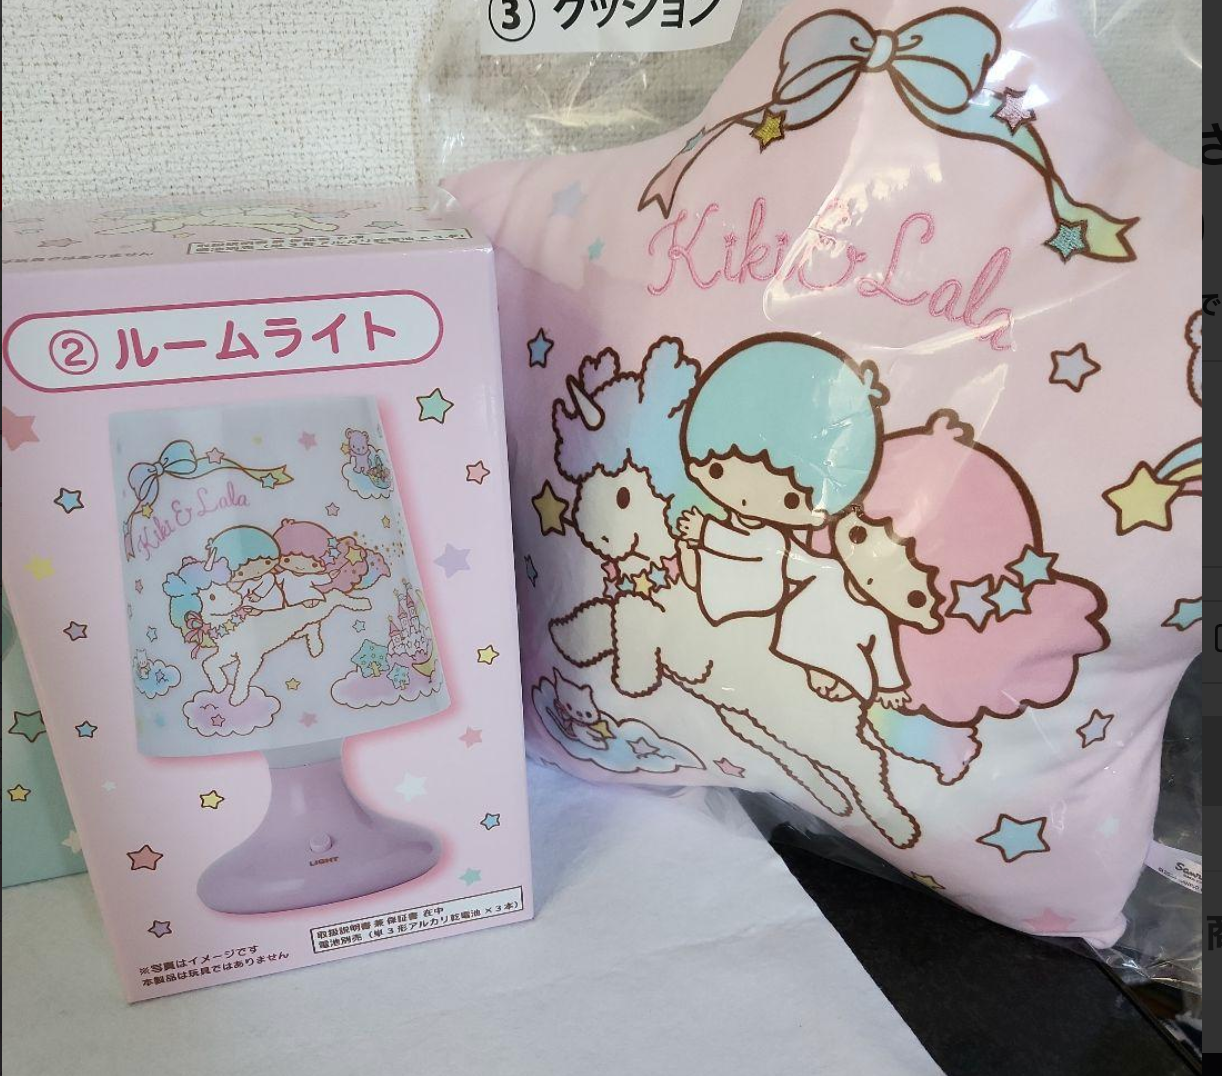 ③ クッション
Kiki & Lala
② ルームライト
Kiki & Lala
LIGHT
取扱説明書 兼 保証書 在中
電池別売（単3形アルカリ乾電池×3本）
※写真はイメージです
本製品は玩具ではありません